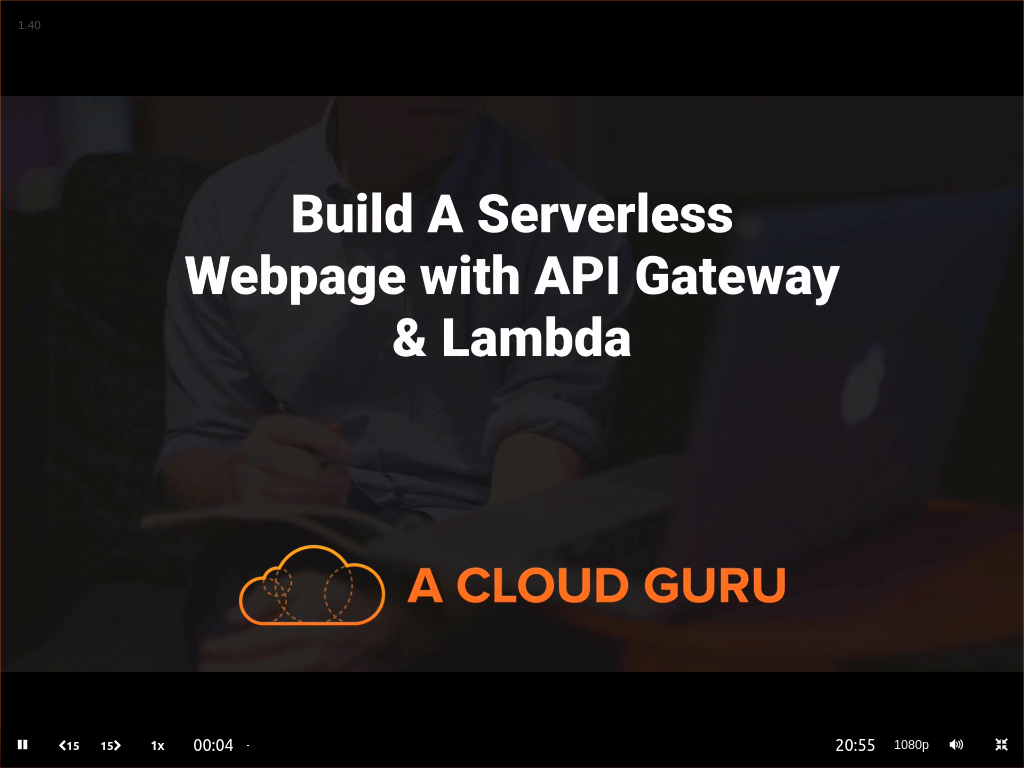 1.40
Build A Serverless
Webpage with API Gateway
& Lambda
A CLOUD GURU
15 15 1x 00:04 20:55 1080p